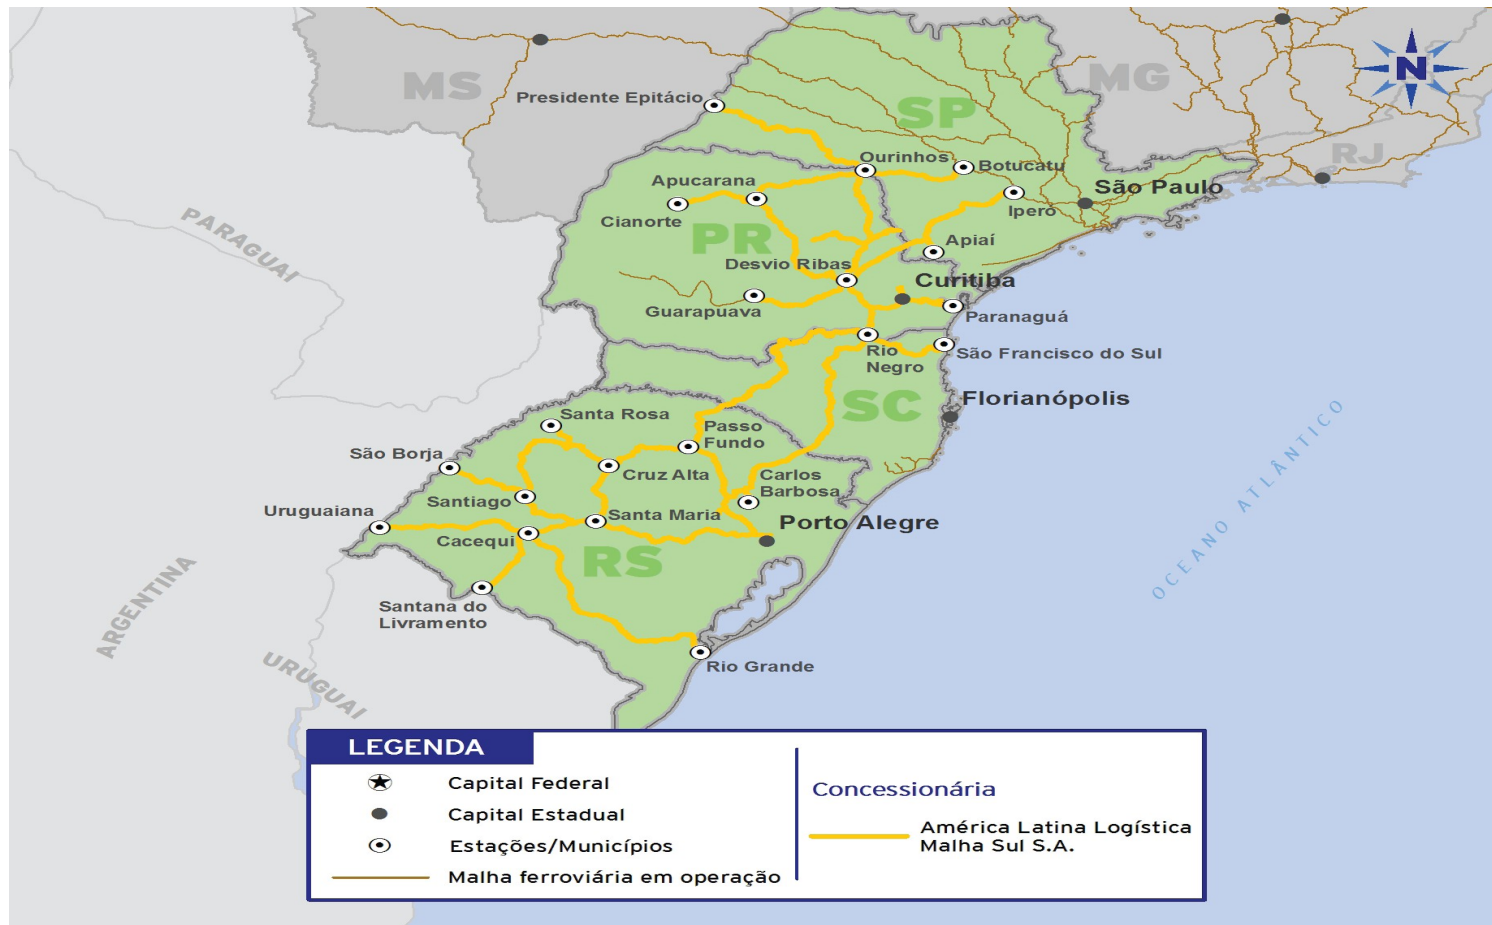 N
MS
MG
Presidente Epitácio
SP
RJ
Ourinhos
Botucatu
Apucarana
São Paulo
PARAGUAI
Cianorte
Iperó
PR
Apiaí
Desvio Ribas
Curitiba
Guarapuava
Paranaguá
Rio
Negro
São Francisco do Sul
SC
Florianópolis
Santa Rosa
Passo
Fundo
São Borja
Cruz Alta
Carlos
Barbosa
Santiago
Uruguaiana
Santa Maria
Porto Alegre
Cacequi
RS
OCEANO ATLÂNTICO
ARGENTINA
Santana do
Livramento
URUGUAI
Rio Grande
LEGENDA
Capital Federal
Capital Estadual
Estações/Municípios
Malha ferroviária em operação
Concessionária
América Latina Logística
Malha Sul S.A.